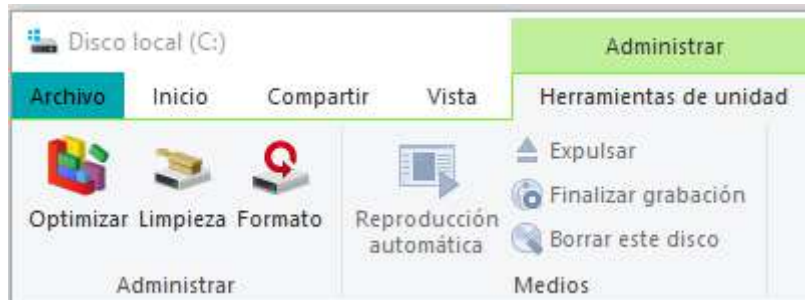 Disco local (C:)
Administrar
Archivo
Inicio
Compartir
Vista
Herramientas de unidad
Optimizar
Limpieza
Formato
Administrar
Reproducción
automática
Expulsar
Finalizar grabación
Borrar este disco
Medios